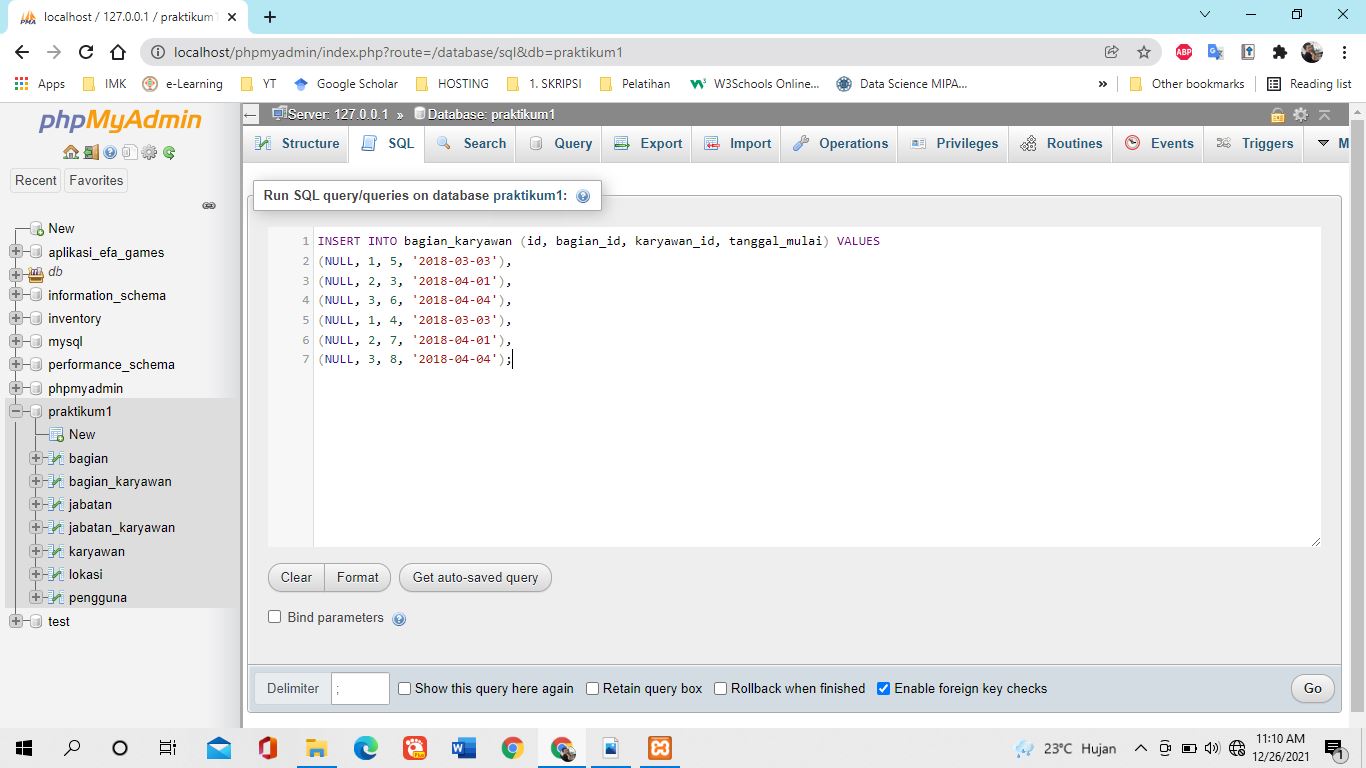 localhost / 127.0.0.1 / praktikum1
localhost/phpmyadmin/index.php?route=/database/sql&db=praktikum1
ABP
Apps IMK e-Learning YT Google Scholar HOSTING 1. SKRIPSI Pelatihan W3Schools Online... Data Science MIPA... » Other bookmarks Reading list
phpMyAdmin
Recent Favorites
New
aplikasi_efa_games
db
information_schema
inventory
mysql
performance_schema
phpmyadmin
praktikum1
New
bagian
bagian_karyawan
jabatan
jabatan_karyawan
karyawan
lokasi
pengguna
test
Server: 127.0.0.1 » Database: praktikum1
Structure SQL Search Query Export Import Operations Privileges Routines Events Triggers M
Run SQL query/queries on database praktikum1:
1 INSERT INTO bagian_karyawan (id, bagian_id, karyawan_id, tanggal_mulai) VALUES
2 (NULL, 1, 5, '2018-03-03'),
3 (NULL, 2, 3, '2018-04-01'),
4 (NULL, 3, 6, '2018-04-04'),
5 (NULL, 1, 4, '2018-03-03'),
6 (NULL, 2, 7, '2018-04-01'),
7 (NULL, 3, 8, '2018-04-04');
Clear Format Get auto-saved query
Bind parameters
Delimiter ; Show this query here again Retain query box Rollback when finished Enable foreign key checks Go
23°C Hujan
11:10 AM
12/26/2021
1